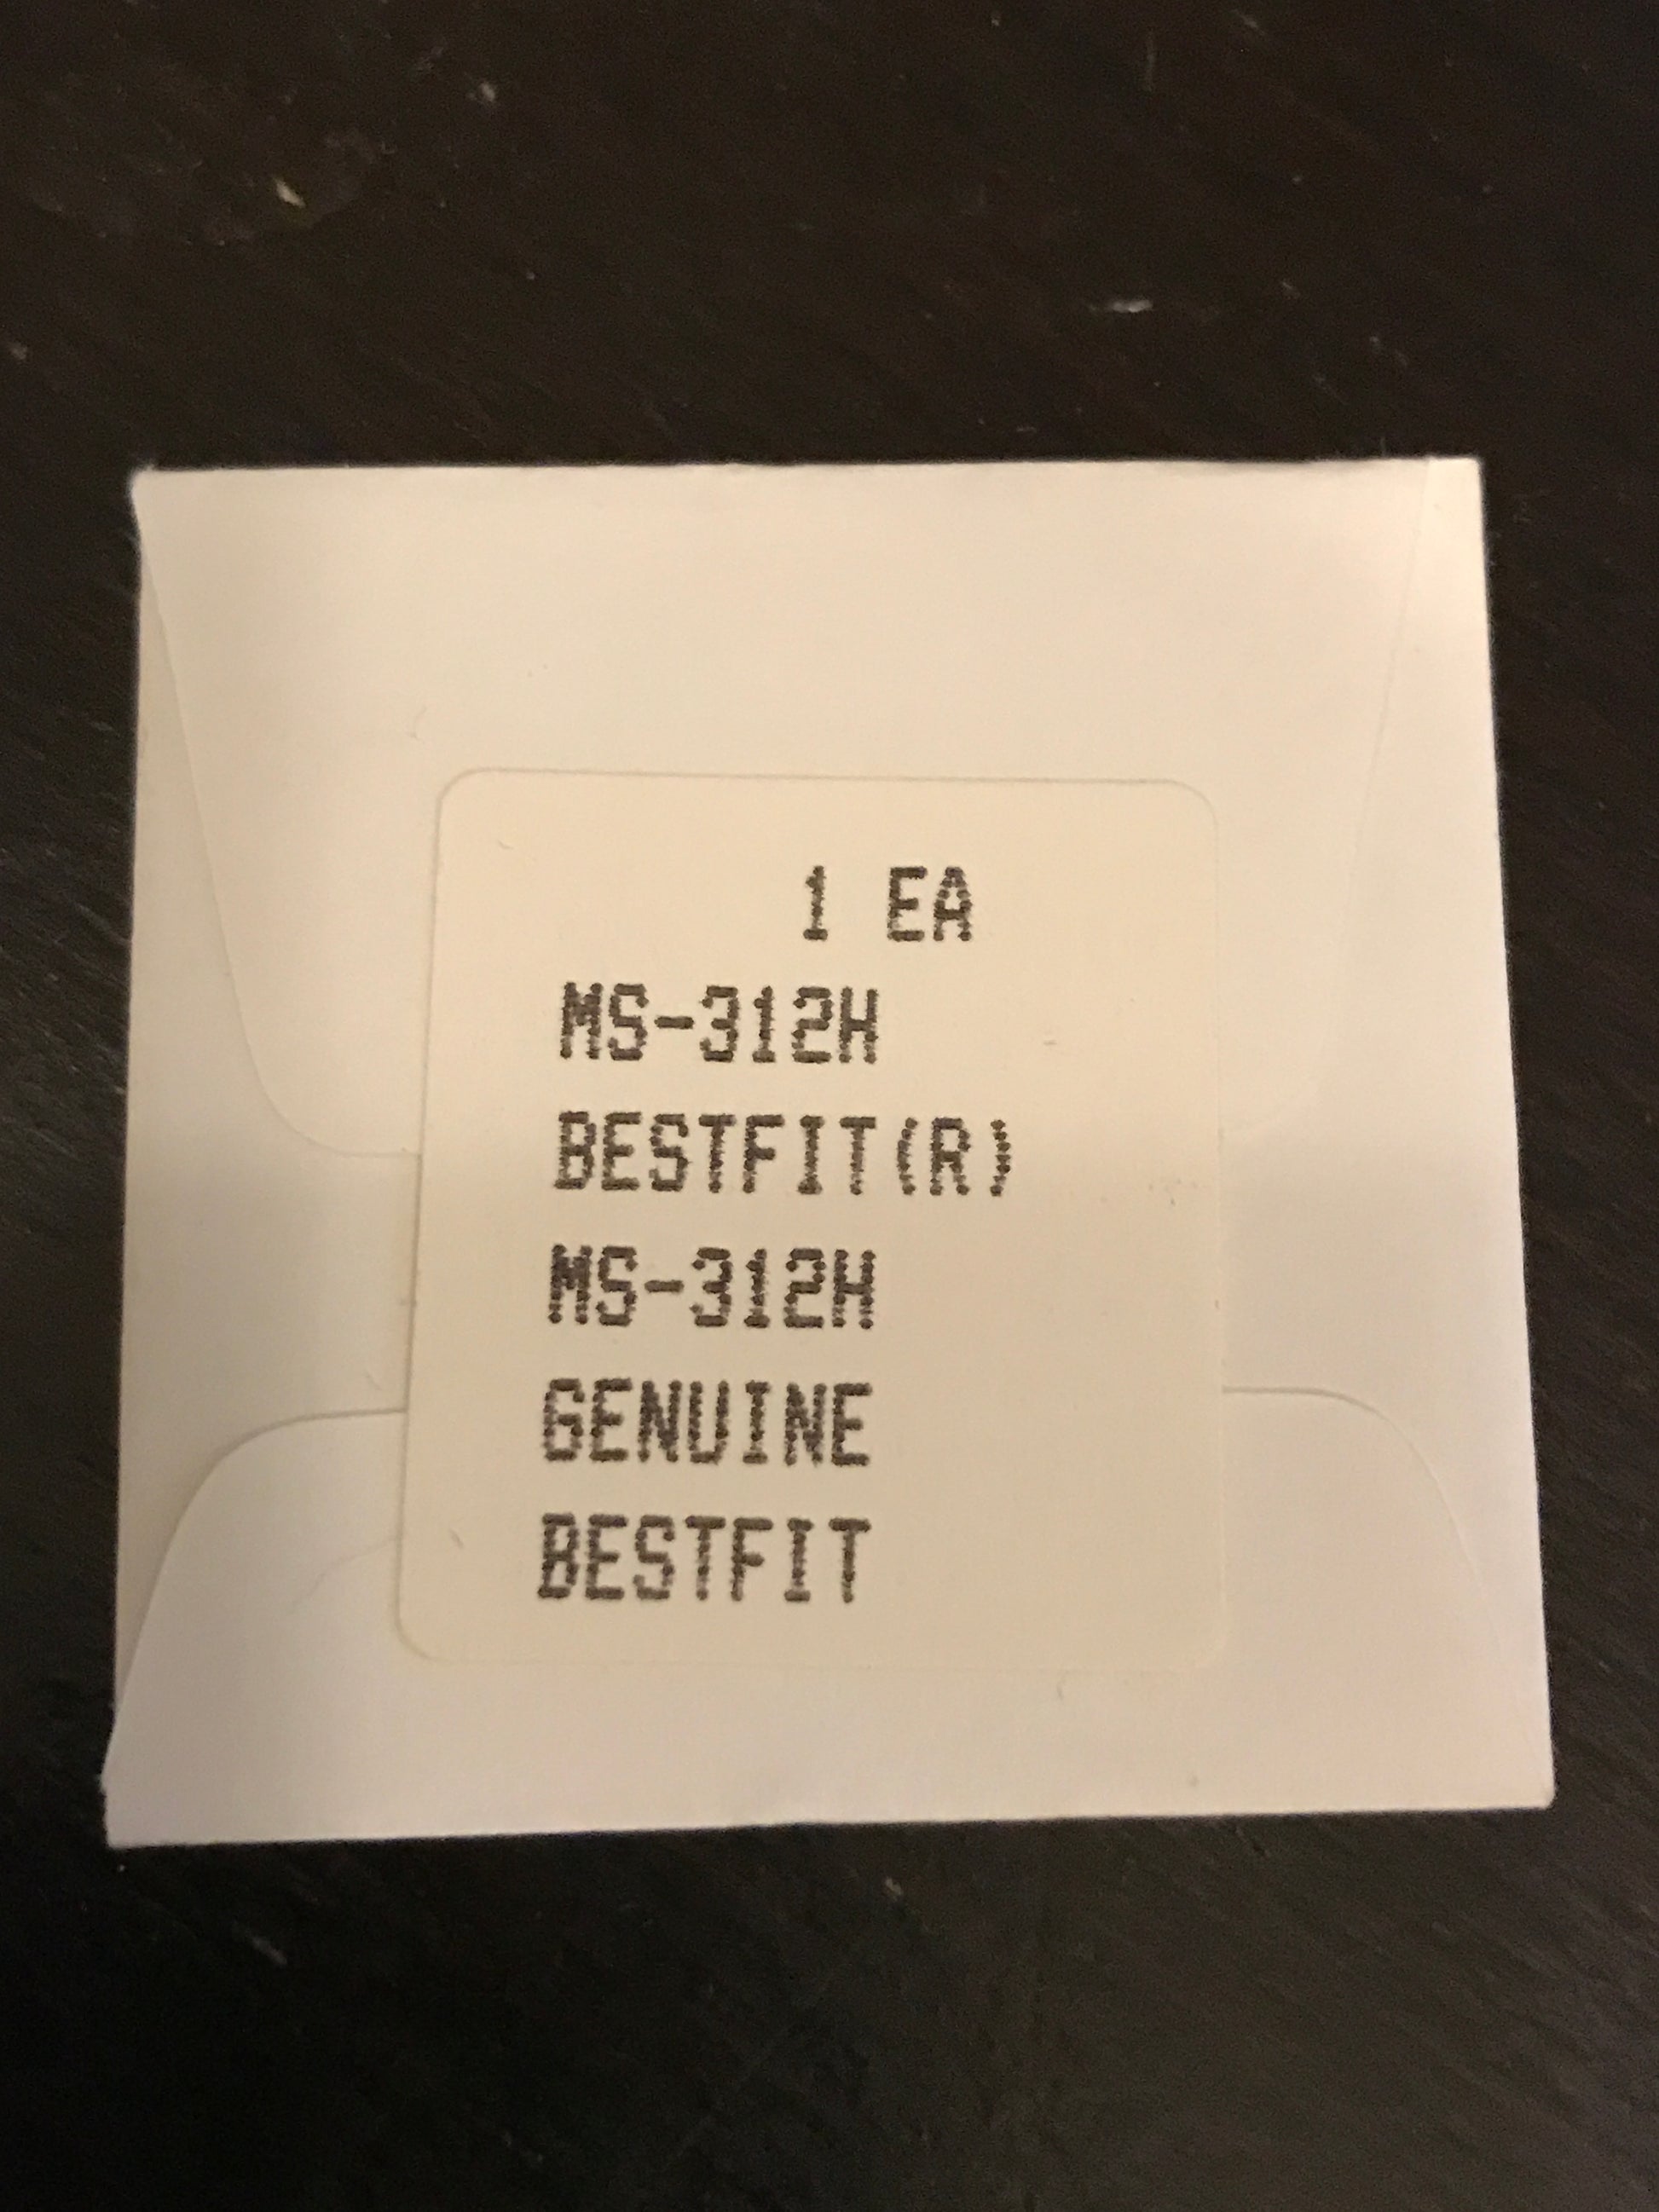 1 EA
MS-312H
BESTFIT(R)
MS-312H
GENUINE
BESTFIT